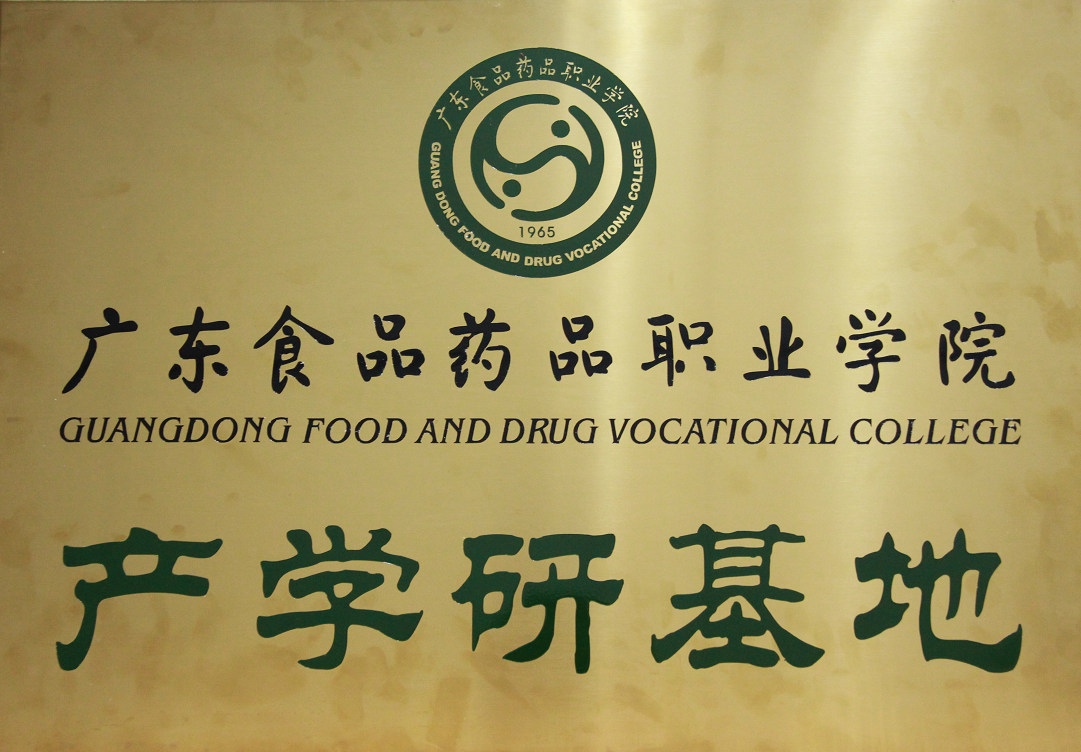 广东食品药品职业学院
GUANG DONG FOOD AND DRUG VOCATIONAL COLLEGE
1965
广东食品药品职业学院
GUANGDONG FOOD AND DRUG VOCATIONAL COLLEGE
产学研基地